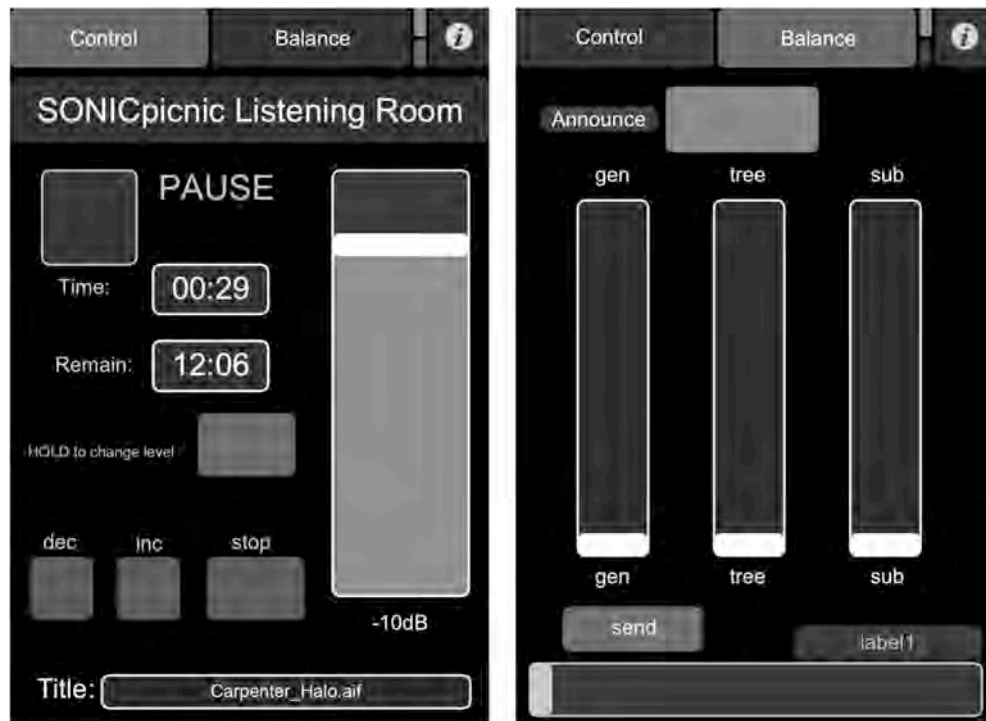 Control Balance i
SONICpicnic Listening Room
PAUSE
Time: 00:29
Remain: 12:06
HOLD to change level
dec inc stop
-10dB
Title: Carpenter_Halo.aif
Control Balance i
Announce
gen tree sub
gen tree sub
send
label1